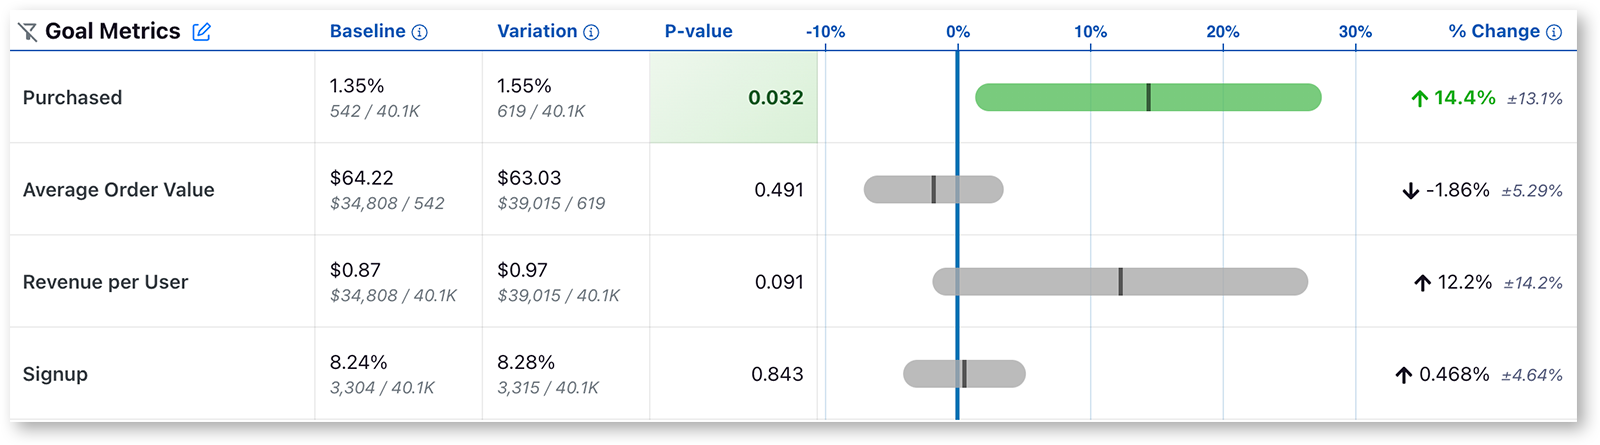 Goal Metrics Baseline Variation P-value -10% 0% 10% 20% 30% % Change
Purchased 1.35% 1.55% 0.032 14.4% ±13.1%
542 / 40.1K 619 / 40.1K
Average Order Value $64.22 $63.03 0.491 -1.86% ±5.29%
$34,808 / 542 $39,015 / 619
Revenue per User $0.87 $0.97 0.091 12.2% ±14.2%
$34,808 / 40.1K $39,015 / 40.1K
Signup 8.24% 8.28% 0.843 0.468% ±4.64%
3,304 / 40.1K 3,315 / 40.1K